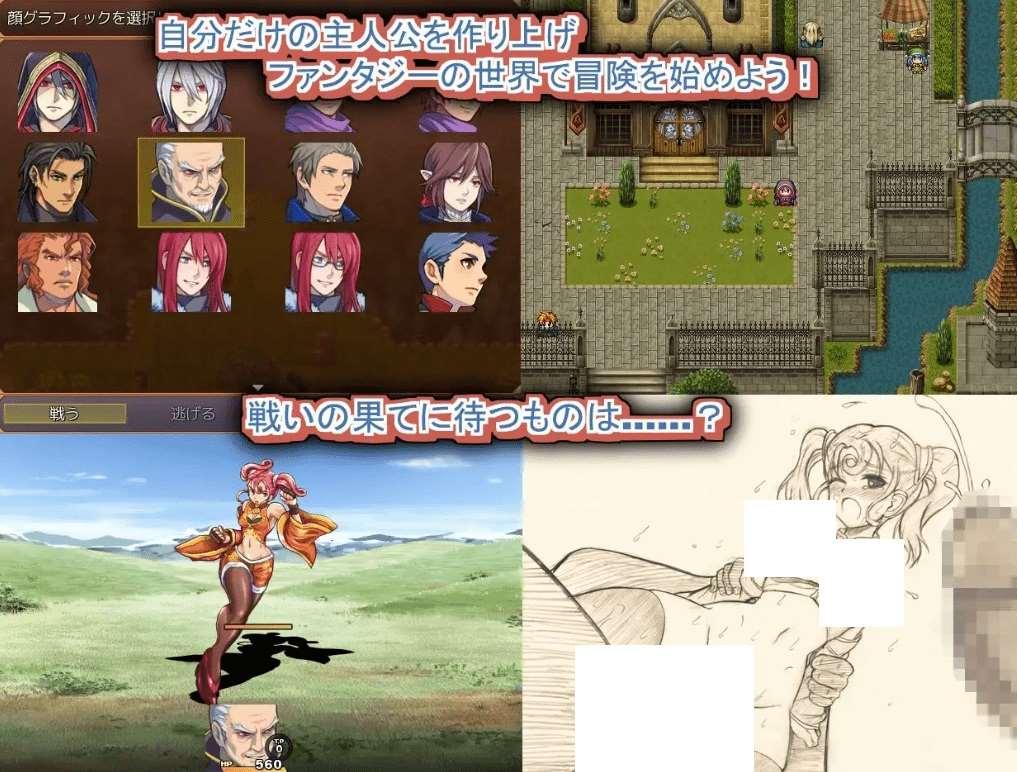 顔グラフィックを選択
自分だけの主人公を作り上げ
ファンタジーの世界で冒険を始めよう!
戦う
逃げる
戦いの果てに待つものは……?
TP
0
HP 560